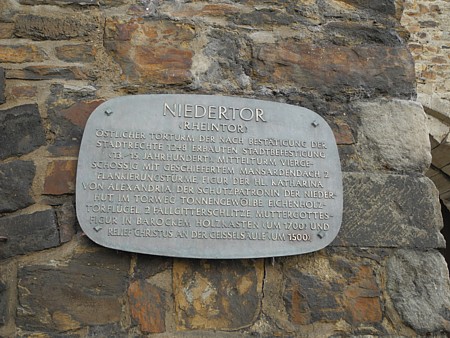 NIEDERTOR
(RHEINTOR)
ÖSTLICHER TORTURM DER NACH BESTÄTIGUNG DER
STADTRECHTE 1248 ERBAUTEN STADTBEFESTIGUNG
(13.-15. JAHRHUNDERT). MITTELTURM VIERGE-
SCHOSSIG MIT GESCHIEFERTEM MANSARDENDACH 2
FLANKIERUNGSTÜRME. FIGUR DER HL. KATHARINA
VON ALEXANDRIA DER SCHUTZPATRONIN DER NIEDER-
HUT IM TORWEG TONNENGEWÖLBE EICHENHOLZ-
TORFLÜGEL 2 FALLGITTERSCHLITZE MUTTERGOTTES-
FIGUR IN BAROCKEM HOLZKASTEN (UM 1700) UND
RELIEF CHRISTUS AN DER GEISSELSÄULE (UM 1500)